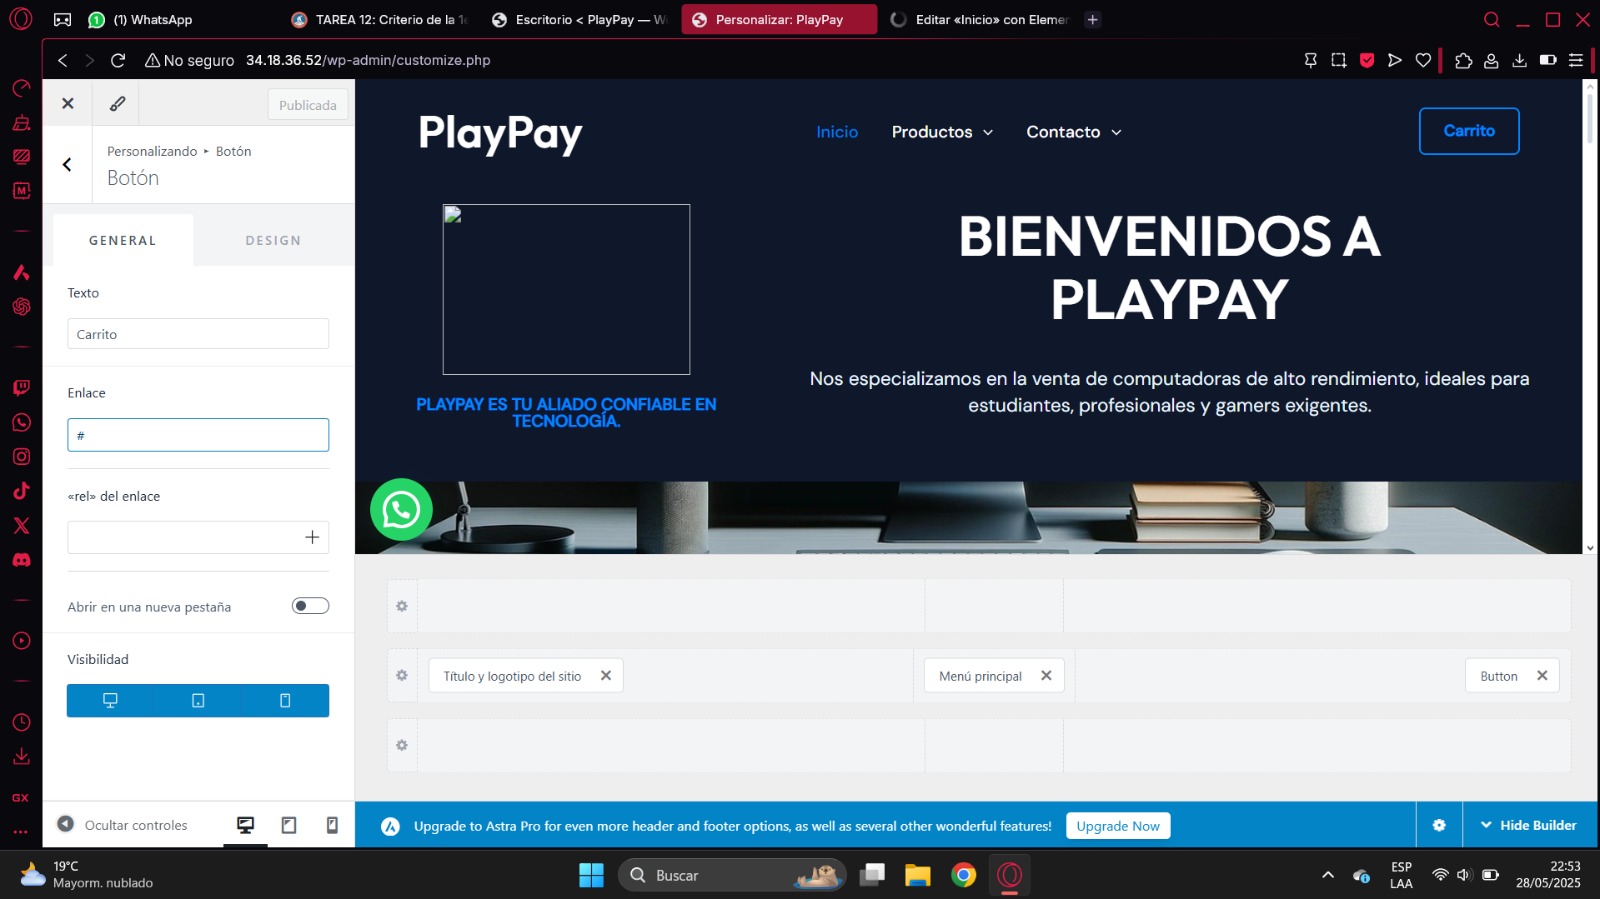 (1) WhatsApp
TAREA 12: Criterio de la 1e
Escritorio < PlayPay — W
Personalizar: PlayPay
Editar «Inicio» con Elemen
No seguro 34.18.36.52/wp-admin/customize.php
Publicada
Personalizando ▸ Botón
Botón
GENERAL
DESIGN
Texto
Carrito
Enlace
#
«rel» del enlace
Abrir en una nueva pestaña
Visibilidad
Ocultar controles
PlayPay
Inicio
Productos
Contacto
Carrito
BIENVENIDOS A
PLAYPAY
Nos especializamos en la venta de computadoras de alto rendimiento, ideales para
estudiantes, profesionales y gamers exigentes.
PLAYPAY ES TU ALIADO CONFIABLE EN
TECNOLOGÍA.
Título y logotipo del sitio
Menú principal
Button
Upgrade to Astra Pro for even more header and footer options, as well as several other wonderful features!
Upgrade Now
Hide Builder
GX
19°C
Mayorm. nublado
Buscar
ESP
LAA
22:53
28/05/2025